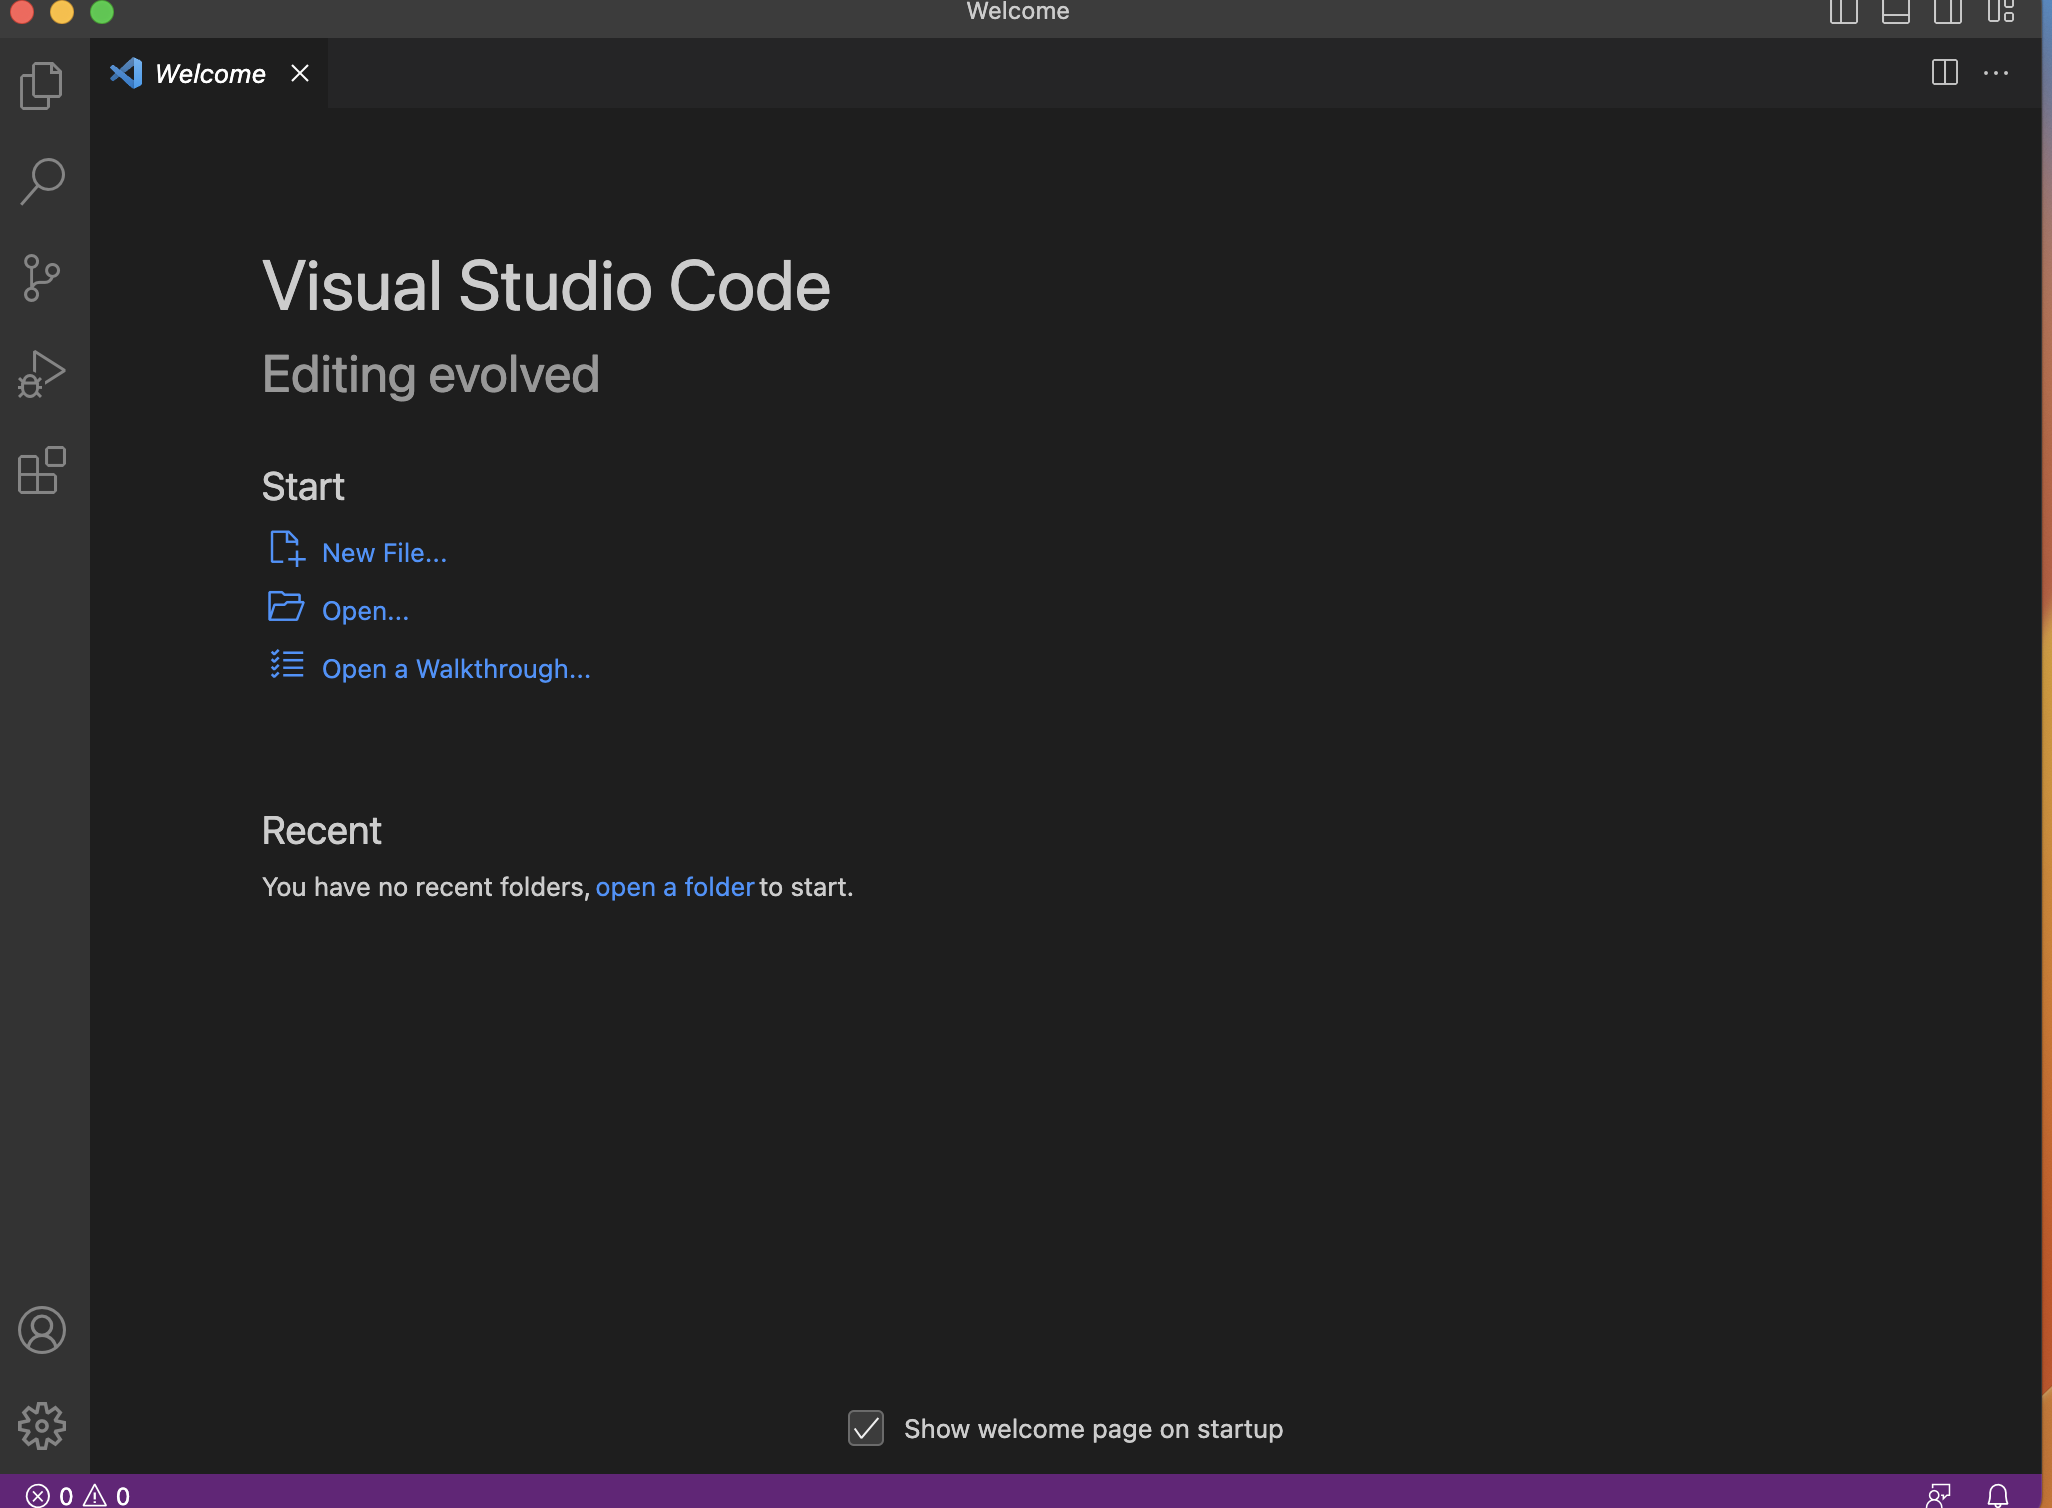 Welcome
Welcome
Visual Studio Code
Editing evolved
Start
New File...
Open...
Open a Walkthrough...
Recent
You have no recent folders, open a folder to start.
Show welcome page on startup
0 0